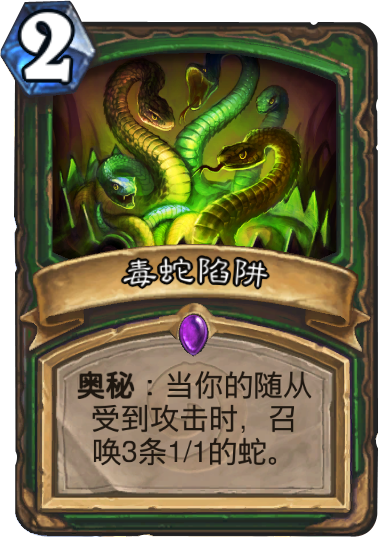 2
毒蛇陷阱
奥秘：当你的随从
受到攻击时，召
唤3条1/1的蛇。